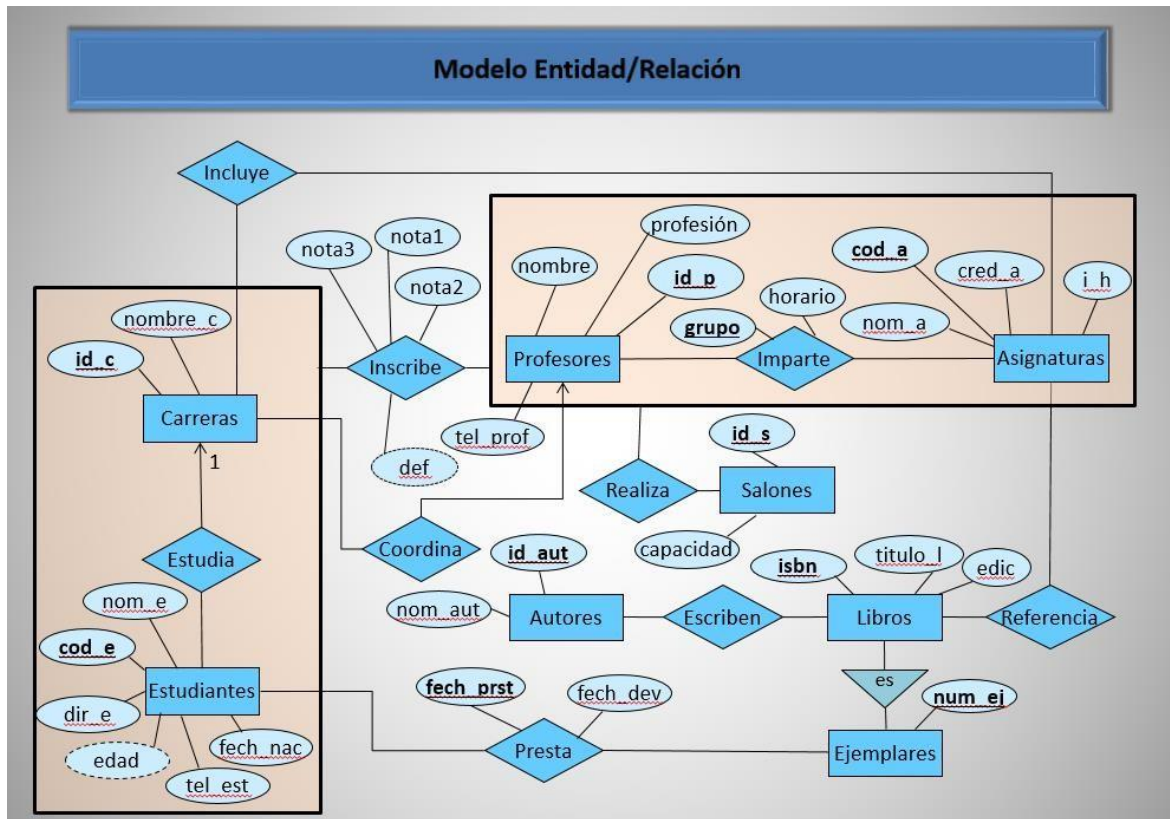 Modelo Entidad/Relación
Incluye
nota3
nota1
nota2
Inscribe
def
nombre_c
id_c
Carreras
1
Estudia
nom_e
cod_e
Estudiantes
dir_e
edad
tel_est
fech_nac
nombre
profesión
id_p
Profesores
tel_prof
grupo
horario
Imparte
cod_a
cred_a
i_h
nom_a
Asignaturas
Realiza
id_s
Salones
capacidad
Coordina
id_aut
nom_aut
Autores
Escriben
isbn
titulo_l
edic
Libros
Referencia
es
num_ej
Ejemplares
fech_prst
fech_dev
Presta